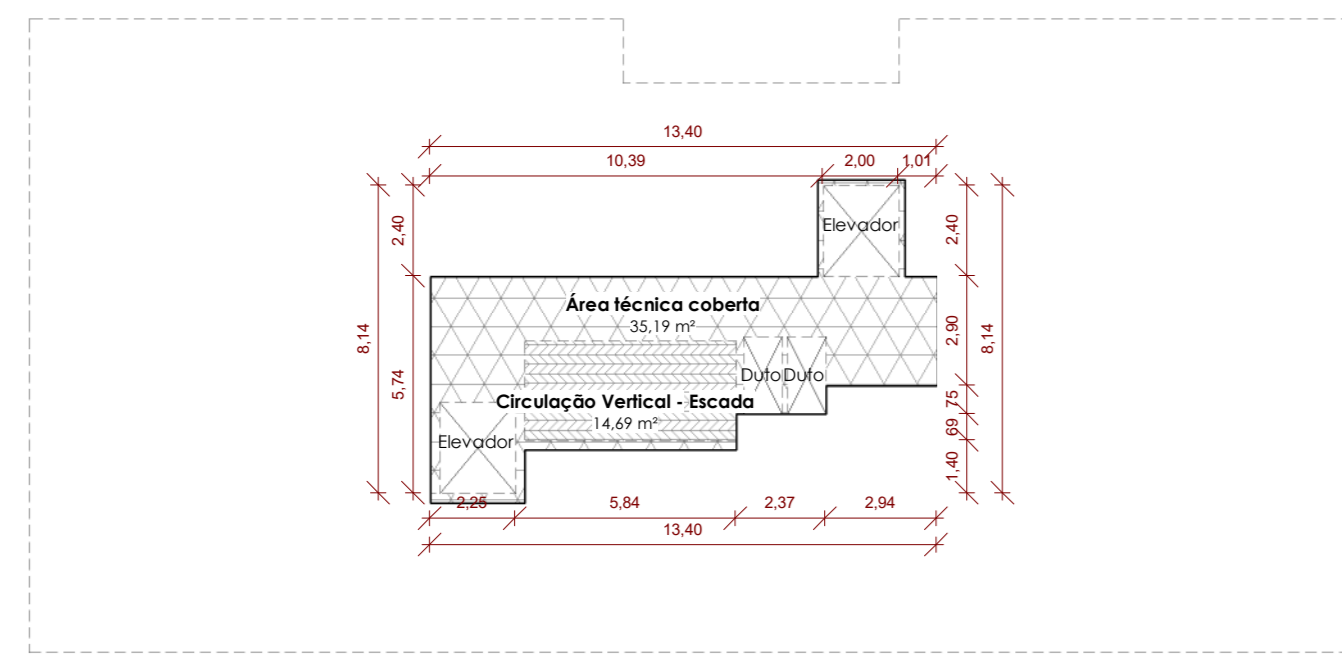 13,40
10,39
2,00
1,01
2,40
Elevador
2,40
Área técnica coberta
35,19 m²
8,14
5,74
2,90
8,14
Duto
Duto
75
Circulação Vertical - Escada
14,69 m²
69
Elevador
1,40
2,25
5,84
2,37
2,94
13,40